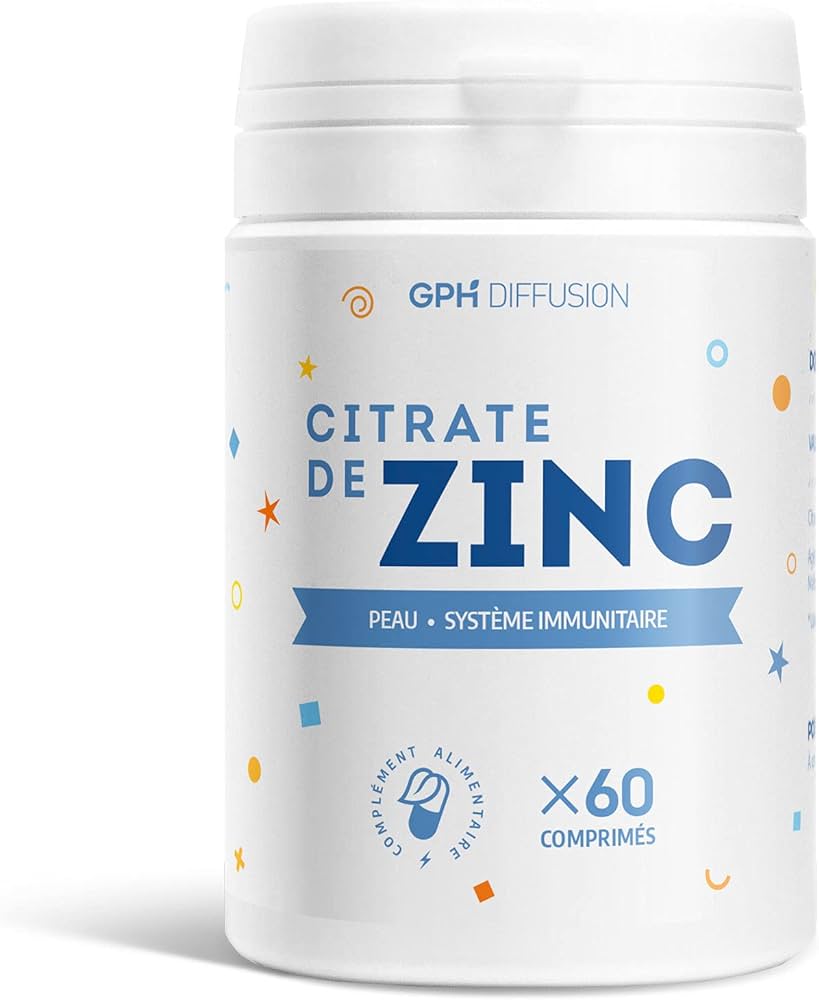 GPH DIFFUSION
CITRATE
DE ZINC
PEAU • SYSTÈME IMMUNITAIRE
COMPLÉMENT ALIMENTAIRE
×60
COMPRIMÉS